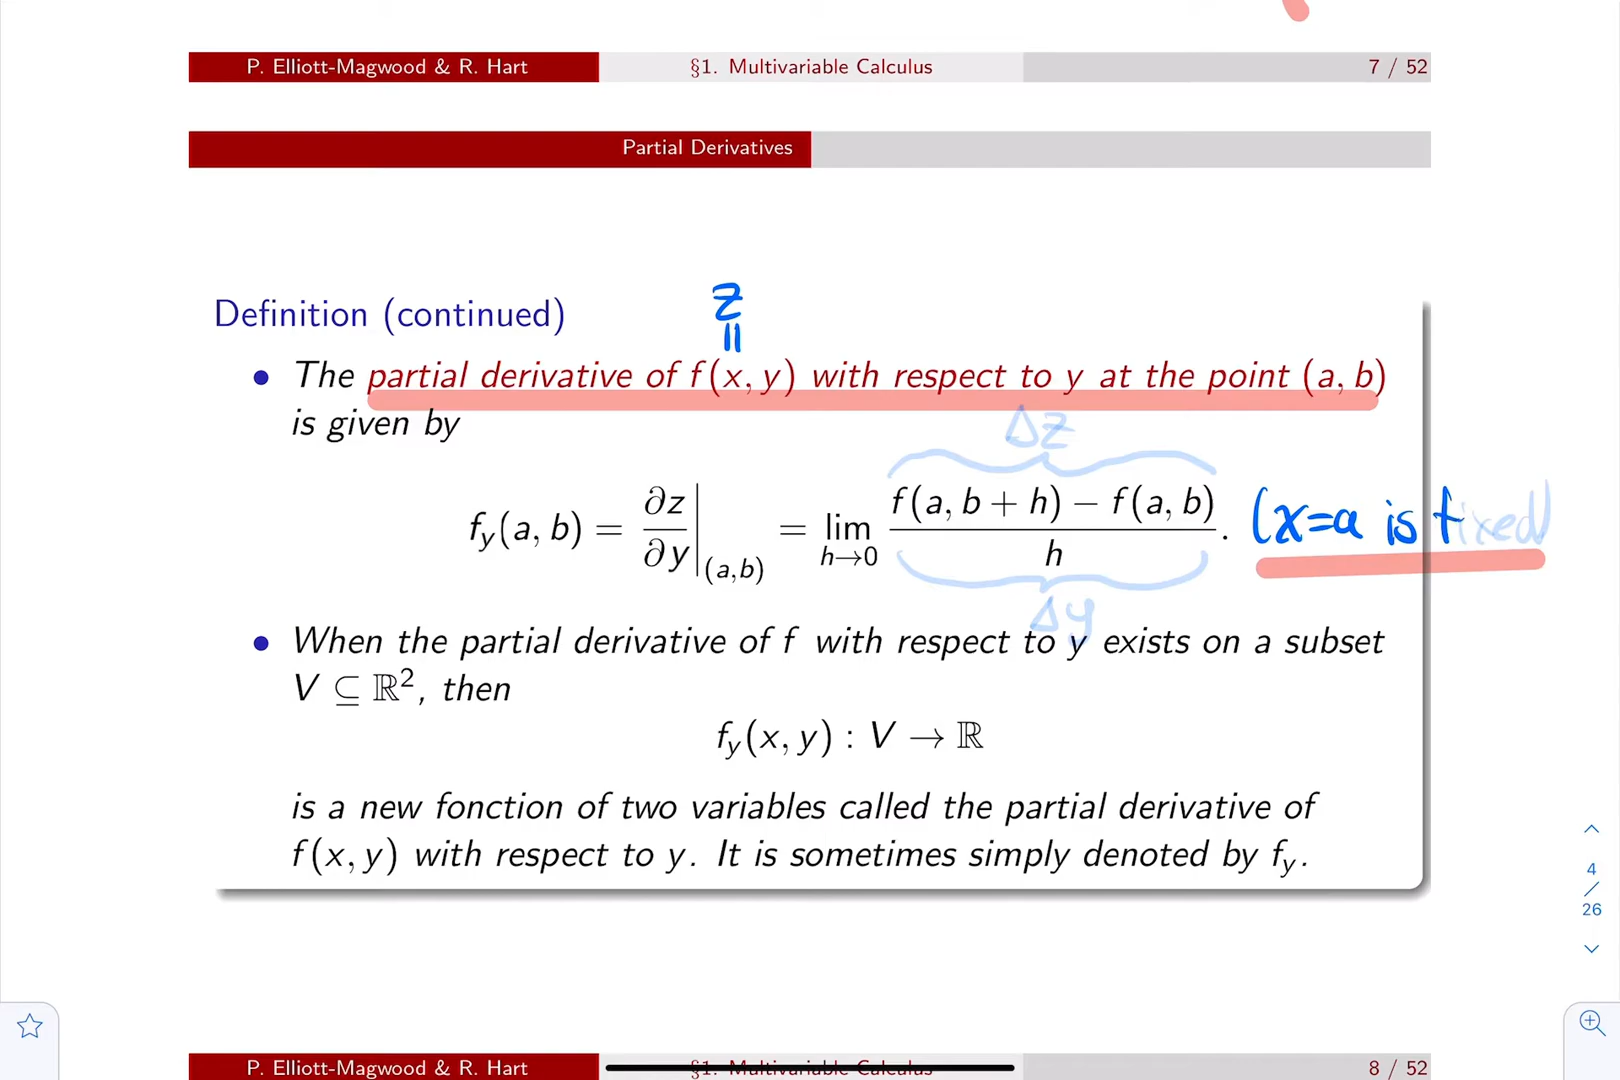 P. Elliott-Magwood & R. Hart §1. Multivariable Calculus 7 / 52
Partial Derivatives
Definition (continued)
z
=
• The partial derivative of f(x, y) with respect to y at the point (a, b)
is given by
Δz
f_y(a, b) = ∂z/∂y|_(a,b) = lim_{h→0} (f(a, b + h) − f(a, b))/h. (x=a is fixed)
Δy
• When the partial derivative of f with respect to y exists on a subset
V ⊆ ℝ², then
f_y(x, y) : V → ℝ
is a new fonction of two variables called the partial derivative of
f(x, y) with respect to y. It is sometimes simply denoted by f_y.
4
/
26
P. Elliott-Magwood & R. Hart §1. Multivariable Calculus 8 / 52